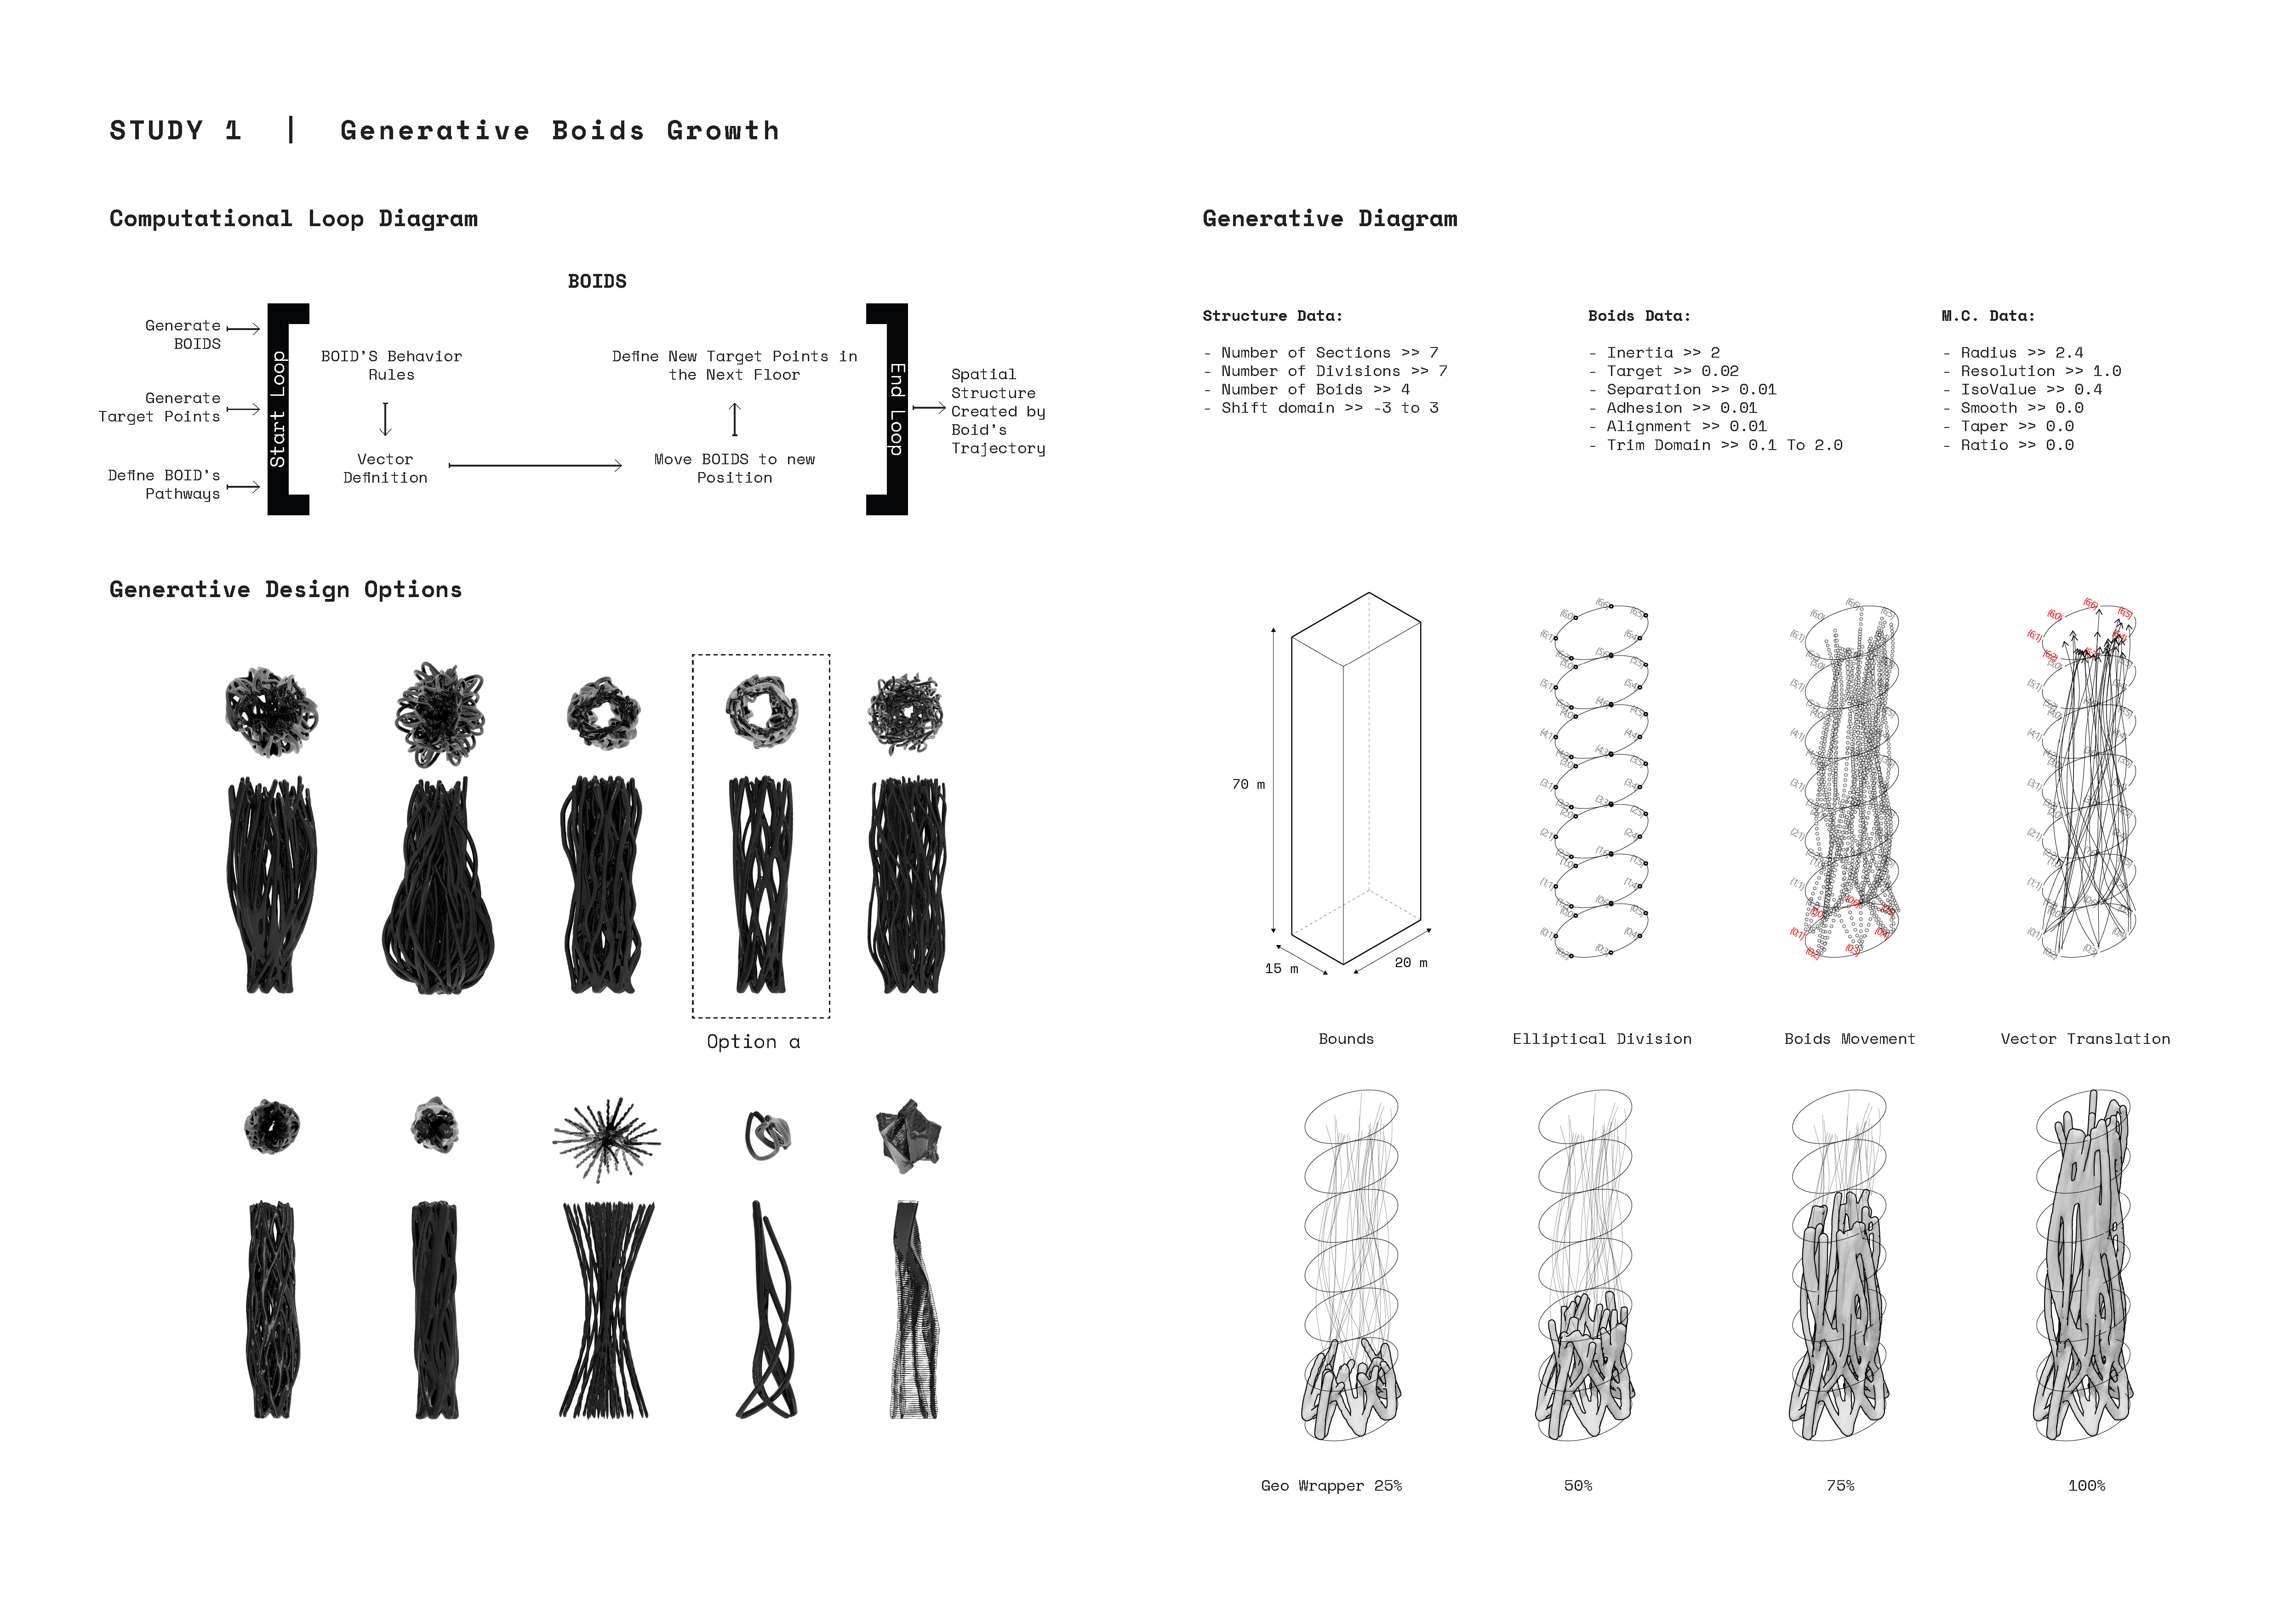 STUDY 1 | Generative Boids Growth
Computational Loop Diagram
BOIDS
Generate
BOIDS
Generate
Target Points
Define BOID's
Pathways
Start Loop
BOID'S Behavior
Rules
Vector
Definition
Define New Target Points in
the Next Floor
Move BOIDS to new
Position
End Loop
Spatial
Structure
Created by
Boid's
Trajectory
Generative Design Options
Option a
Generative Diagram
Structure Data:
- Number of Sections >> 7
- Number of Divisions >> 7
- Number of Boids >> 4
- Shift domain >> -3 to 3
Boids Data:
- Inertia >> 2
- Target >> 0.02
- Separation >> 0.01
- Adhesion >> 0.01
- Alignment >> 0.01
- Trim Domain >> 0.1 To 2.0
M.C. Data:
- Radius >> 2.4
- Resolution >> 1.0
- IsoValue >> 0.4
- Smooth >> 0.0
- Taper >> 0.0
- Ratio >> 0.0
70 m
15 m
20 m
Bounds
Elliptical Division
Boids Movement
Vector Translation
Geo Wrapper 25%
50%
75%
100%